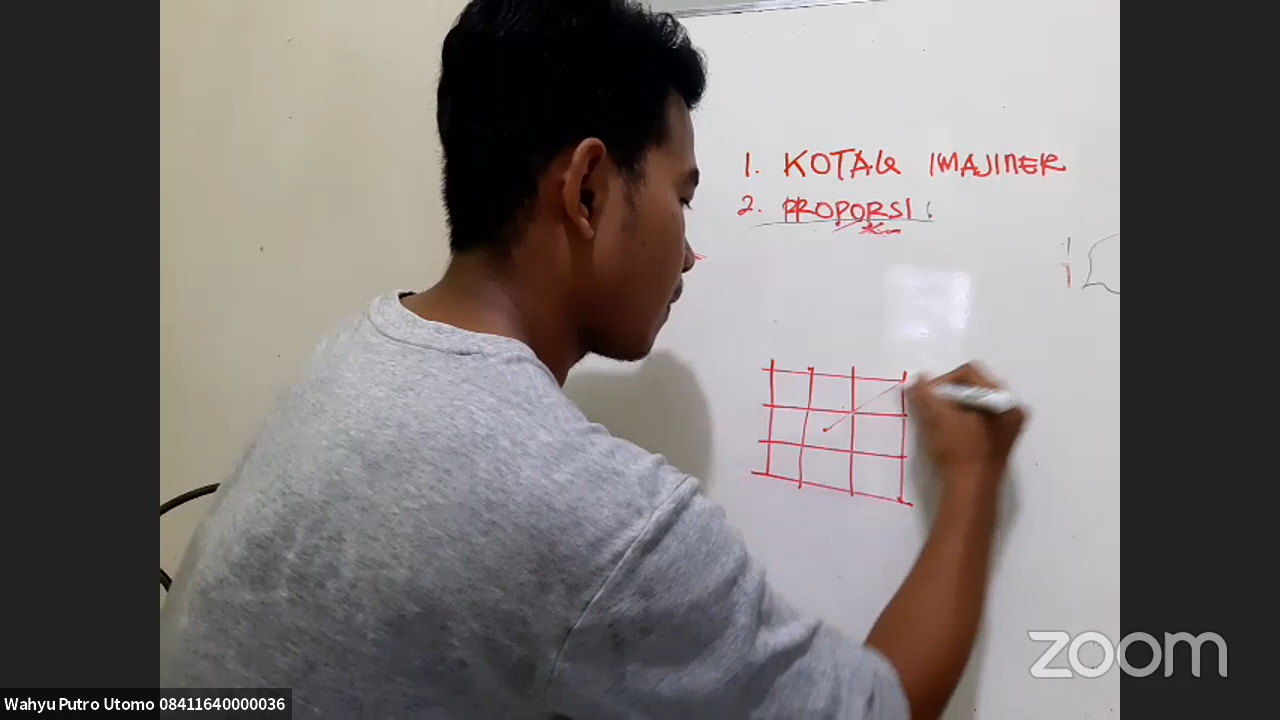 1. KOTAK IMAJINER
2. PROPORSI :
zoom
Wahyu Putro Utomo 08411640000036